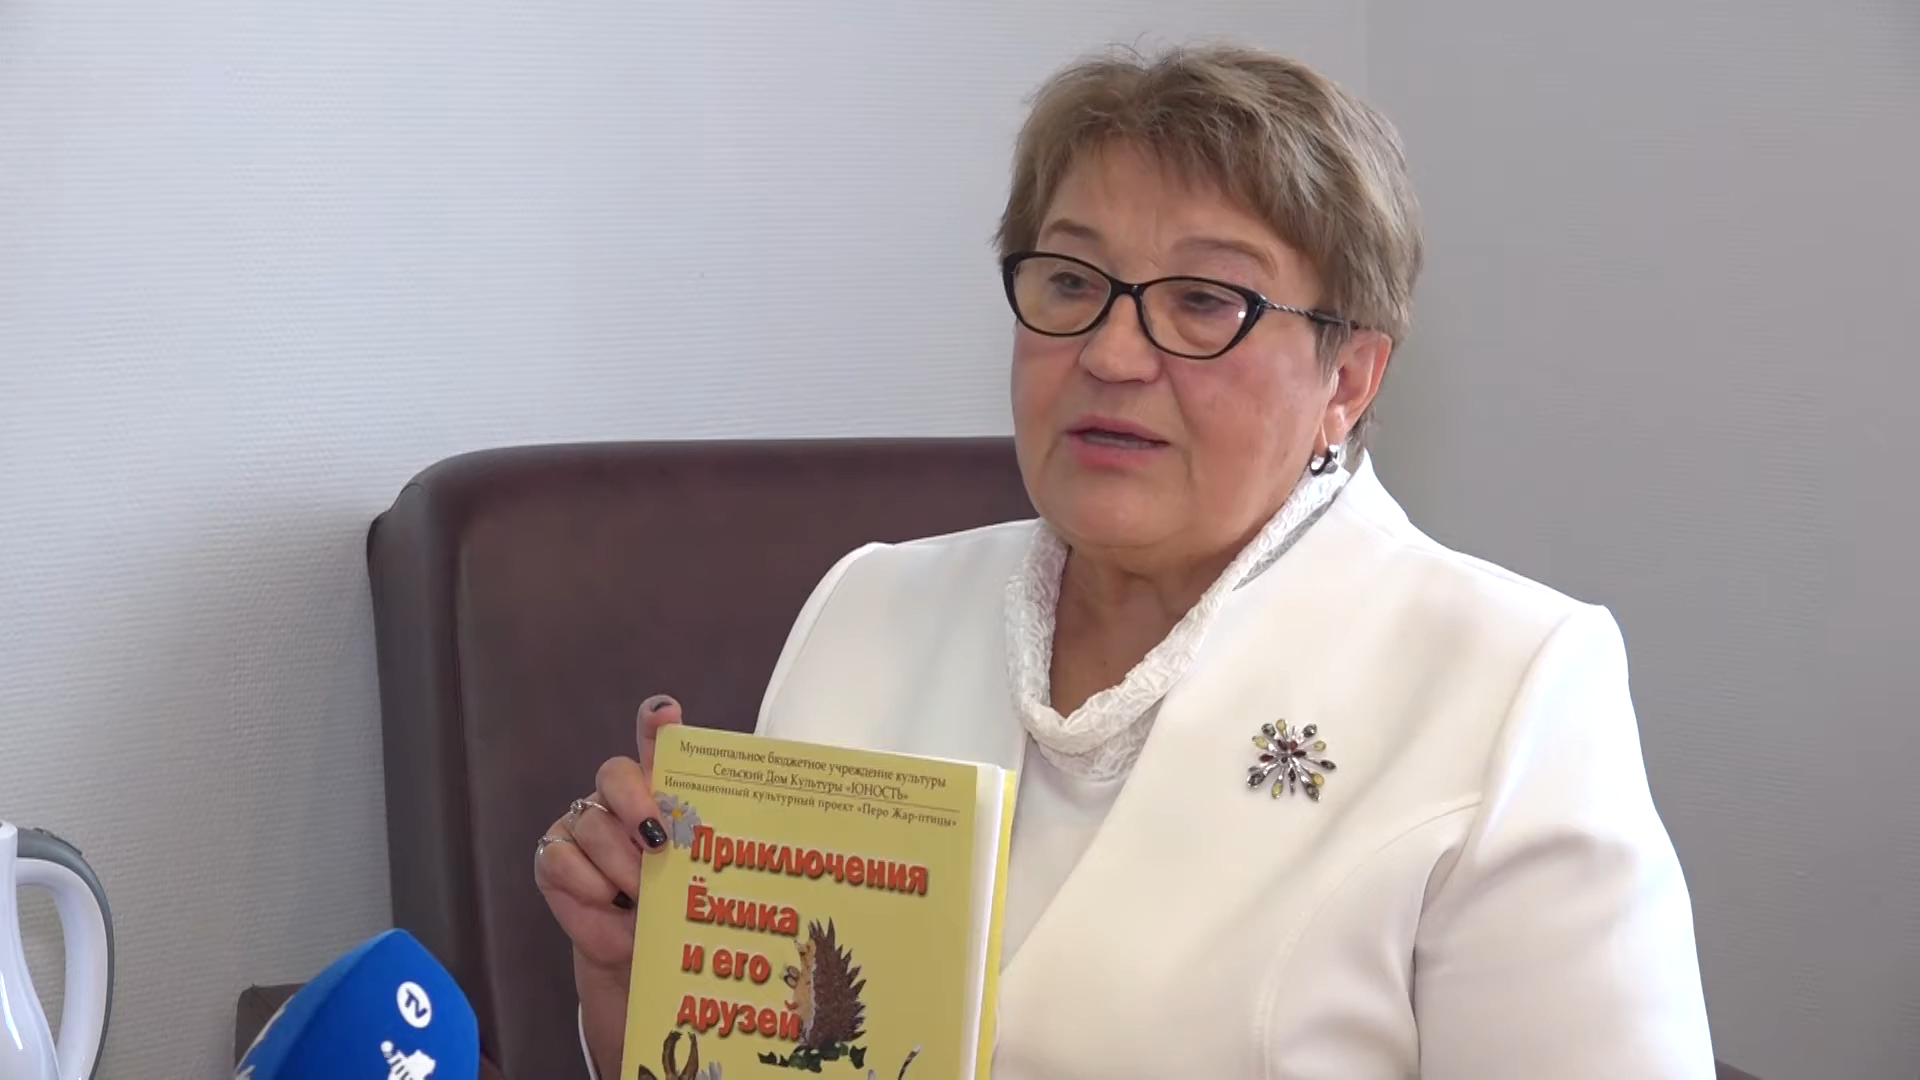 Муниципальное бюджетное учреждение культуры
Сельский Дом Культуры «ЮНОСТЬ»
Инновационный культурный проект «Перо Жар-птицы»
Приключения
Ёжика
и его
друзей